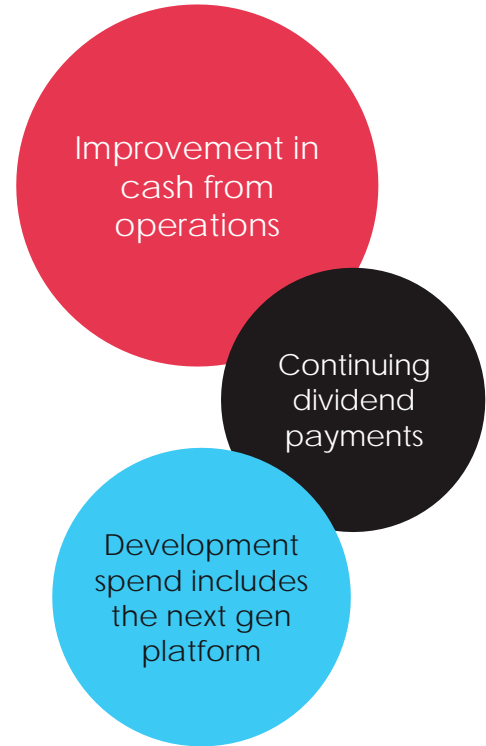 Improvement in
cash from
operations
Continuing
dividend
payments
Development
spend includes
the next gen
platform